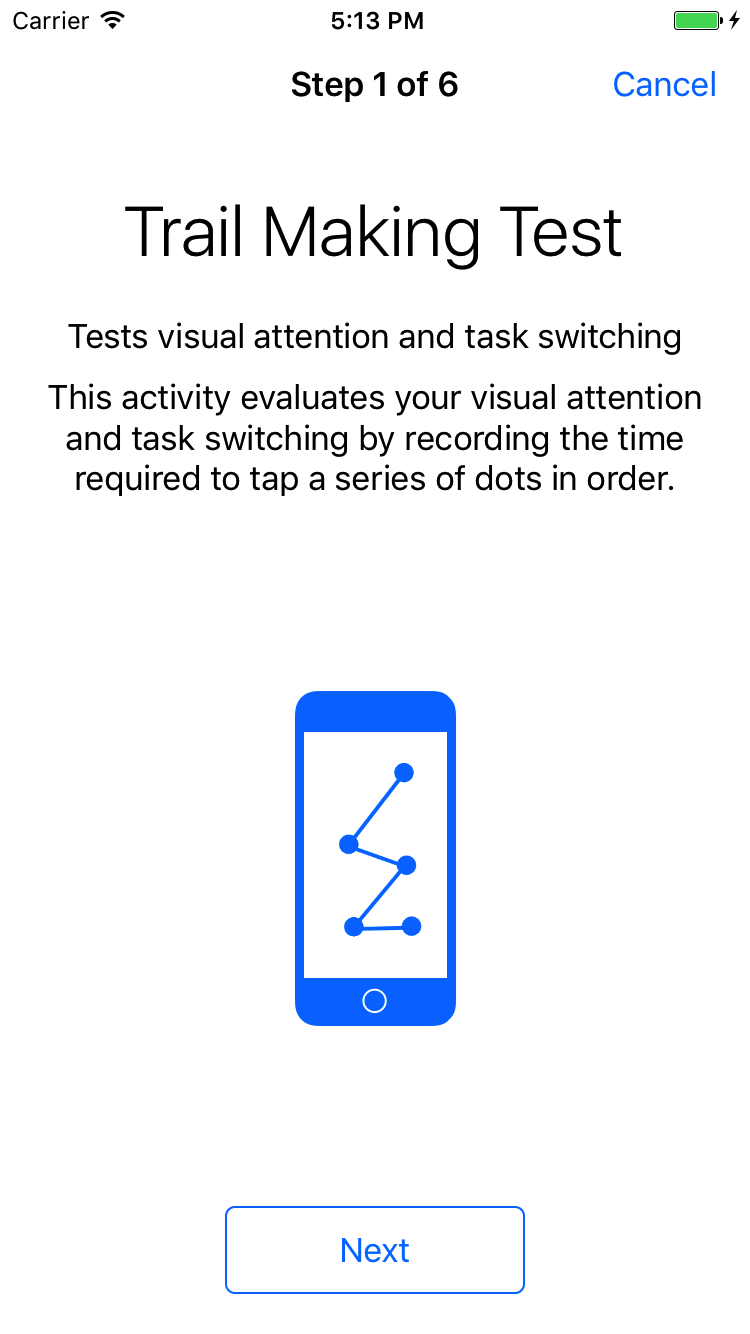 Carrier
5:13 PM
Step 1 of 6
Cancel
Trail Making Test
Tests visual attention and task switching
This activity evaluates your visual attention
and task switching by recording the time
required to tap a series of dots in order.
Next